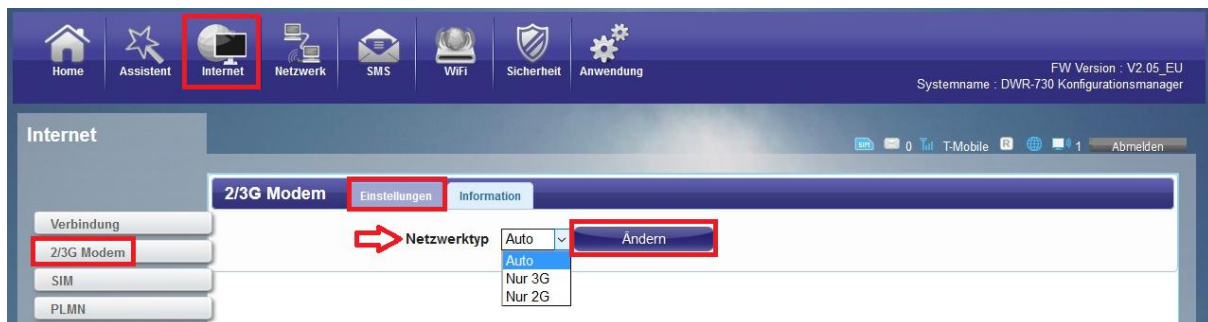 Home Assistent Internet Netzwerk SMS WiFi Sicherheit Anwendung
FW Version : V2.05_EU
Systemname : DWR-730 Konfigurationsmanager
Internet
SIM 0 T-Mobile R 1 Abmelden
2/3G Modem Einstellungen Information
Verbindung
2/3G Modem
SIM
PLMN
Netzwerktyp Auto Ändern
Auto
Nur 3G
Nur 2G